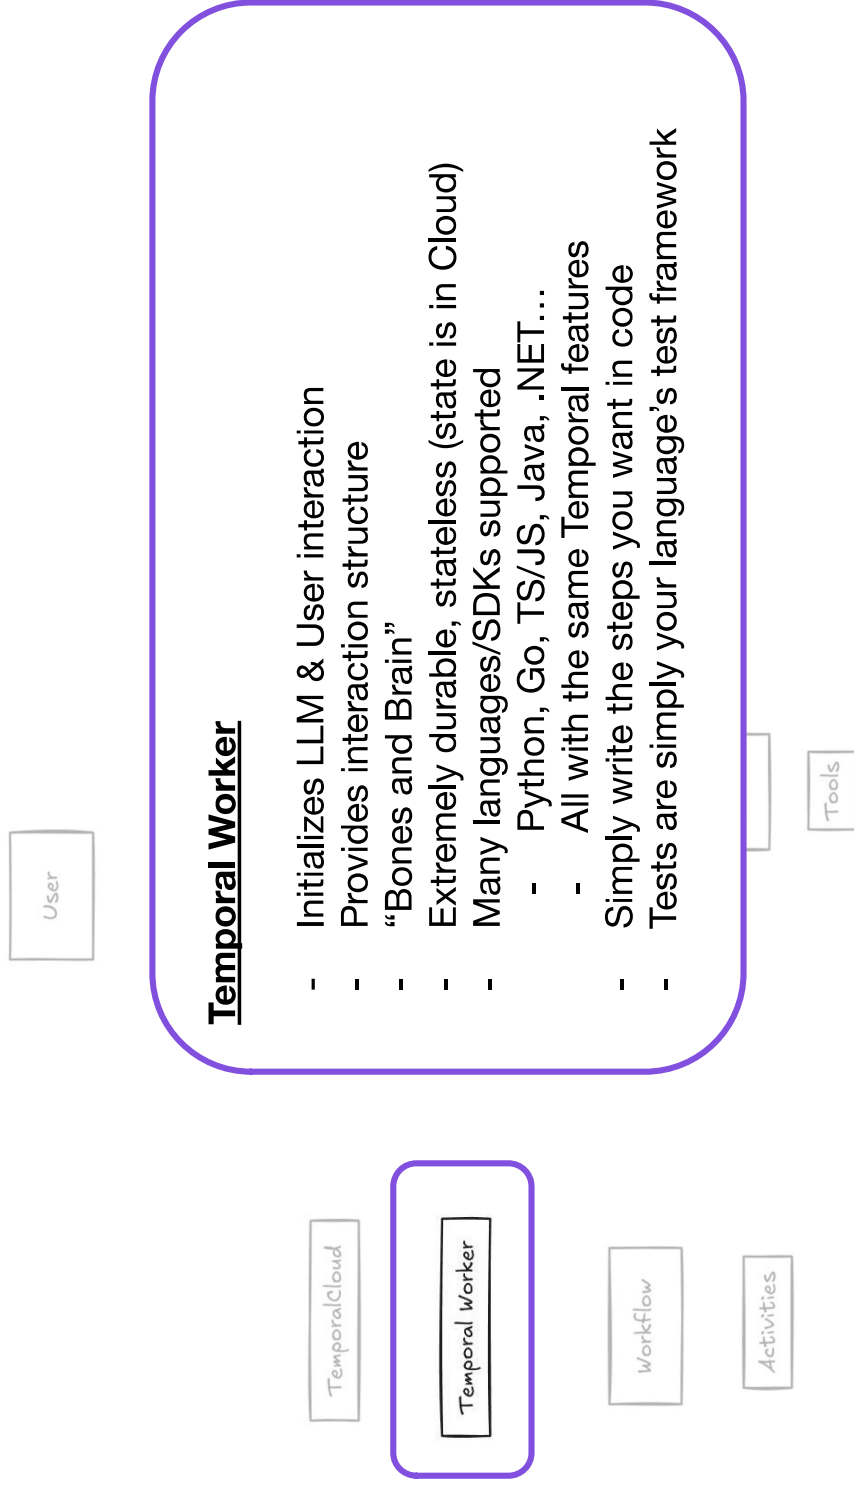 User
TemporalCloud
Temporal Worker
Workflow
Activities
Temporal Worker
- Initializes LLM & User interaction
- Provides interaction structure
- “Bones and Brain”
- Extremely durable, stateless (state is in Cloud)
- Many languages/SDKs supported
- Python, Go, TS/JS, Java, .NET…
- All with the same Temporal features
- Simply write the steps you want in code
- Tests are simply your language’s test framework
Tools